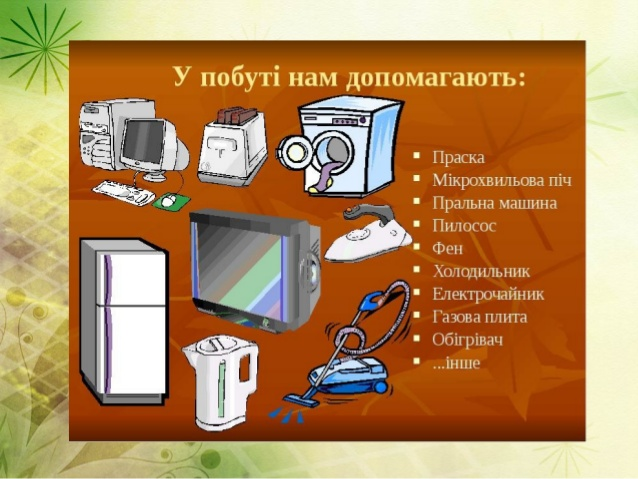 У побуті нам допомагають:
Праска
Мікрохвильова піч
Пральна машина
Пилосос
Фен
Холодильник
Електрочайник
Газова плита
Обігрівач
...інше